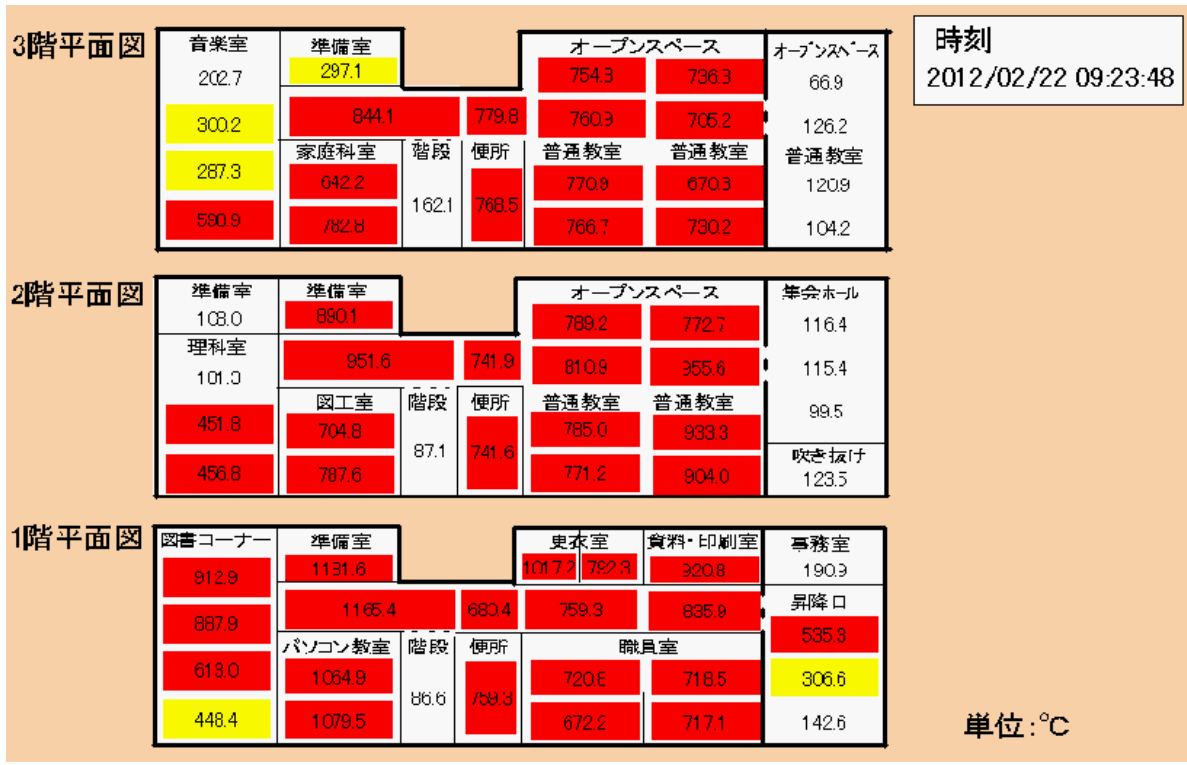 3階平面図
時刻
2012/02/22 09:23:48
音楽室 準備室 オープンスペース オープンスペース
202.7 297.1 754.3 736.3 66.9
300.2 844.1 779.8 760.9 705.2 126.2
家庭科室 階段 便所 普通教室 普通教室 普通教室
287.3 642.2 162.1 768.5 770.9 670.3 120.9
590.9 782.8 766.7 730.2 104.2
2階平面図
準備室 準備室 オープンスペース 集会ホール
103.0 890.1 789.2 772.7 116.4
理科室
101.0 951.6 741.9 810.9 955.6 115.4
図工室 階段 便所 普通教室 普通教室
451.8 704.8 87.1 741.6 785.0 933.3 99.5
吹き抜け
456.8 787.6 771.2 904.0 123.5
1階平面図
図書コーナー 準備室 更衣室 資料・印刷室 事務室
912.9 1131.6 1017.2 792.3 920.8 190.9
昇降口
887.9 1165.4 680.4 759.3 835.9 535.8
パソコン教室 階段 便所 職員室
613.0 1064.9 86.6 759.3 720.8 718.5 306.6
448.4 1079.5 672.2 717.1 142.6
単位:℃